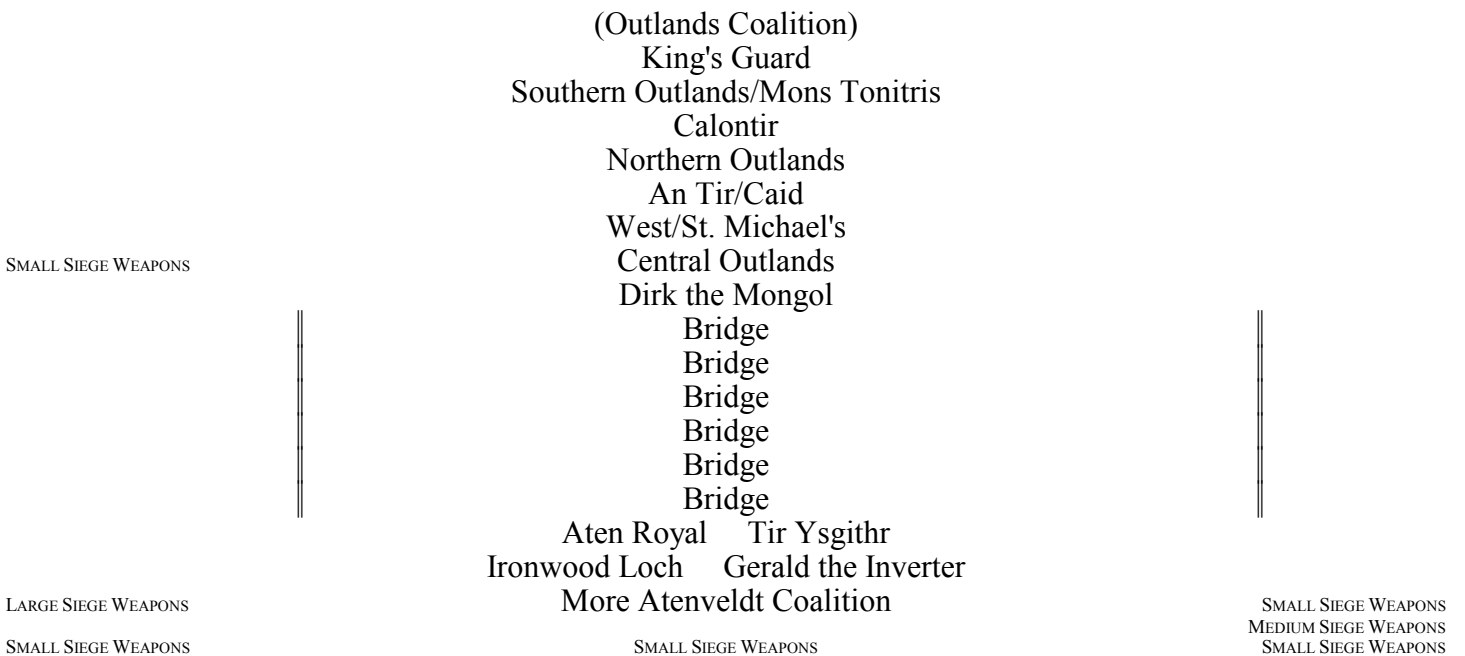 (Outlands Coalition)
King's Guard
Southern Outlands/Mons Tonitris
Calontir
Northern Outlands
An Tir/Caid
West/St. Michael's
SMALL SIEGE WEAPONS Central Outlands
Dirk the Mongol
Bridge
Bridge
Bridge
Bridge
Bridge
Bridge
Aten Royal Tir Ysgithr
Ironwood Loch Gerald the Inverter
LARGE SIEGE WEAPONS More Atenveldt Coalition SMALL SIEGE WEAPONS
MEDIUM SIEGE WEAPONS
SMALL SIEGE WEAPONS SMALL SIEGE WEAPONS SMALL SIEGE WEAPONS